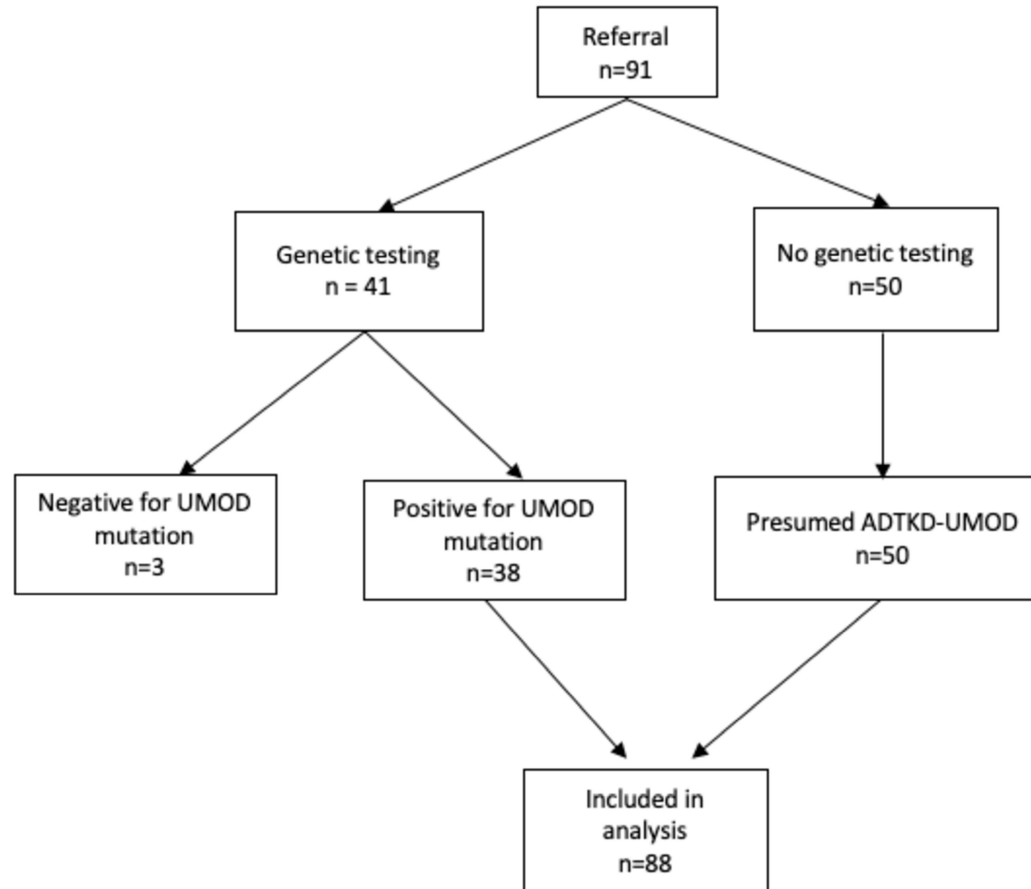 Referral
n=91
Genetic testing
n = 41
No genetic testing
n=50
Negative for UMOD
mutation
n=3
Positive for UMOD
mutation
n=38
Presumed ADTKD-UMOD
n=50
Included in
analysis
n=88